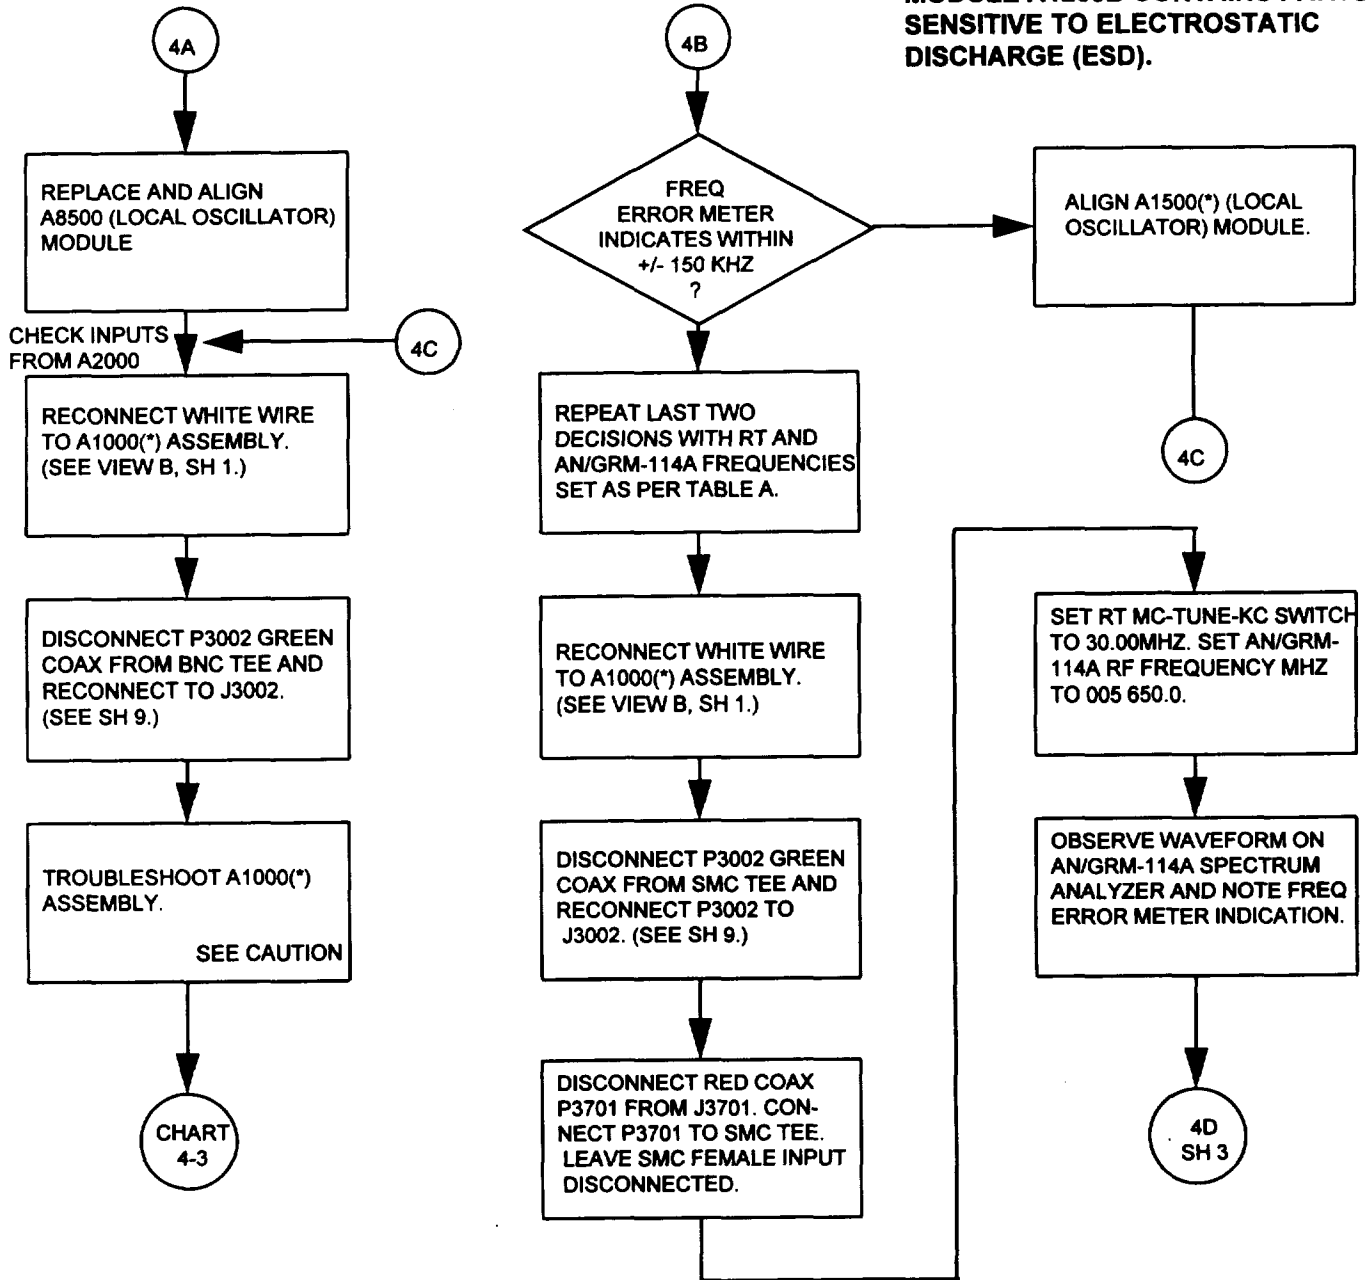 SENSITIVE TO ELECTROSTATIC
DISCHARGE (ESD).
4A
REPLACE AND ALIGN
A8500 (LOCAL OSCILLATOR)
MODULE
CHECK INPUTS
FROM A2000
4C
RECONNECT WHITE WIRE
TO A1000(*) ASSEMBLY.
(SEE VIEW B, SH 1.)
DISCONNECT P3002 GREEN
COAX FROM BNC TEE AND
RECONNECT TO J3002.
(SEE SH 9.)
TROUBLESHOOT A1000(*)
ASSEMBLY.
SEE CAUTION
CHART
4-3
4B
FREQ
ERROR METER
INDICATES WITHIN
+/- 150 KHZ
?
REPEAT LAST TWO
DECISIONS WITH RT AND
AN/GRM-114A FREQUENCIES
SET AS PER TABLE A.
RECONNECT WHITE WIRE
TO A1000(*) ASSEMBLY.
(SEE VIEW B, SH 1.)
DISCONNECT P3002 GREEN
COAX FROM SMC TEE AND
RECONNECT P3002 TO
J3002. (SEE SH 9.)
DISCONNECT RED COAX
P3701 FROM J3701. CON-
NECT P3701 TO SMC TEE.
LEAVE SMC FEMALE INPUT
DISCONNECTED.
ALIGN A1500(*) (LOCAL
OSCILLATOR) MODULE.
4C
SET RT MC-TUNE-KC SWITCH
TO 30.00MHZ. SET AN/GRM-
114A RF FREQUENCY MHZ
TO 005 650.0.
OBSERVE WAVEFORM ON
AN/GRM-114A SPECTRUM
ANALYZER AND NOTE FREQ
ERROR METER INDICATION.
4D
SH 3